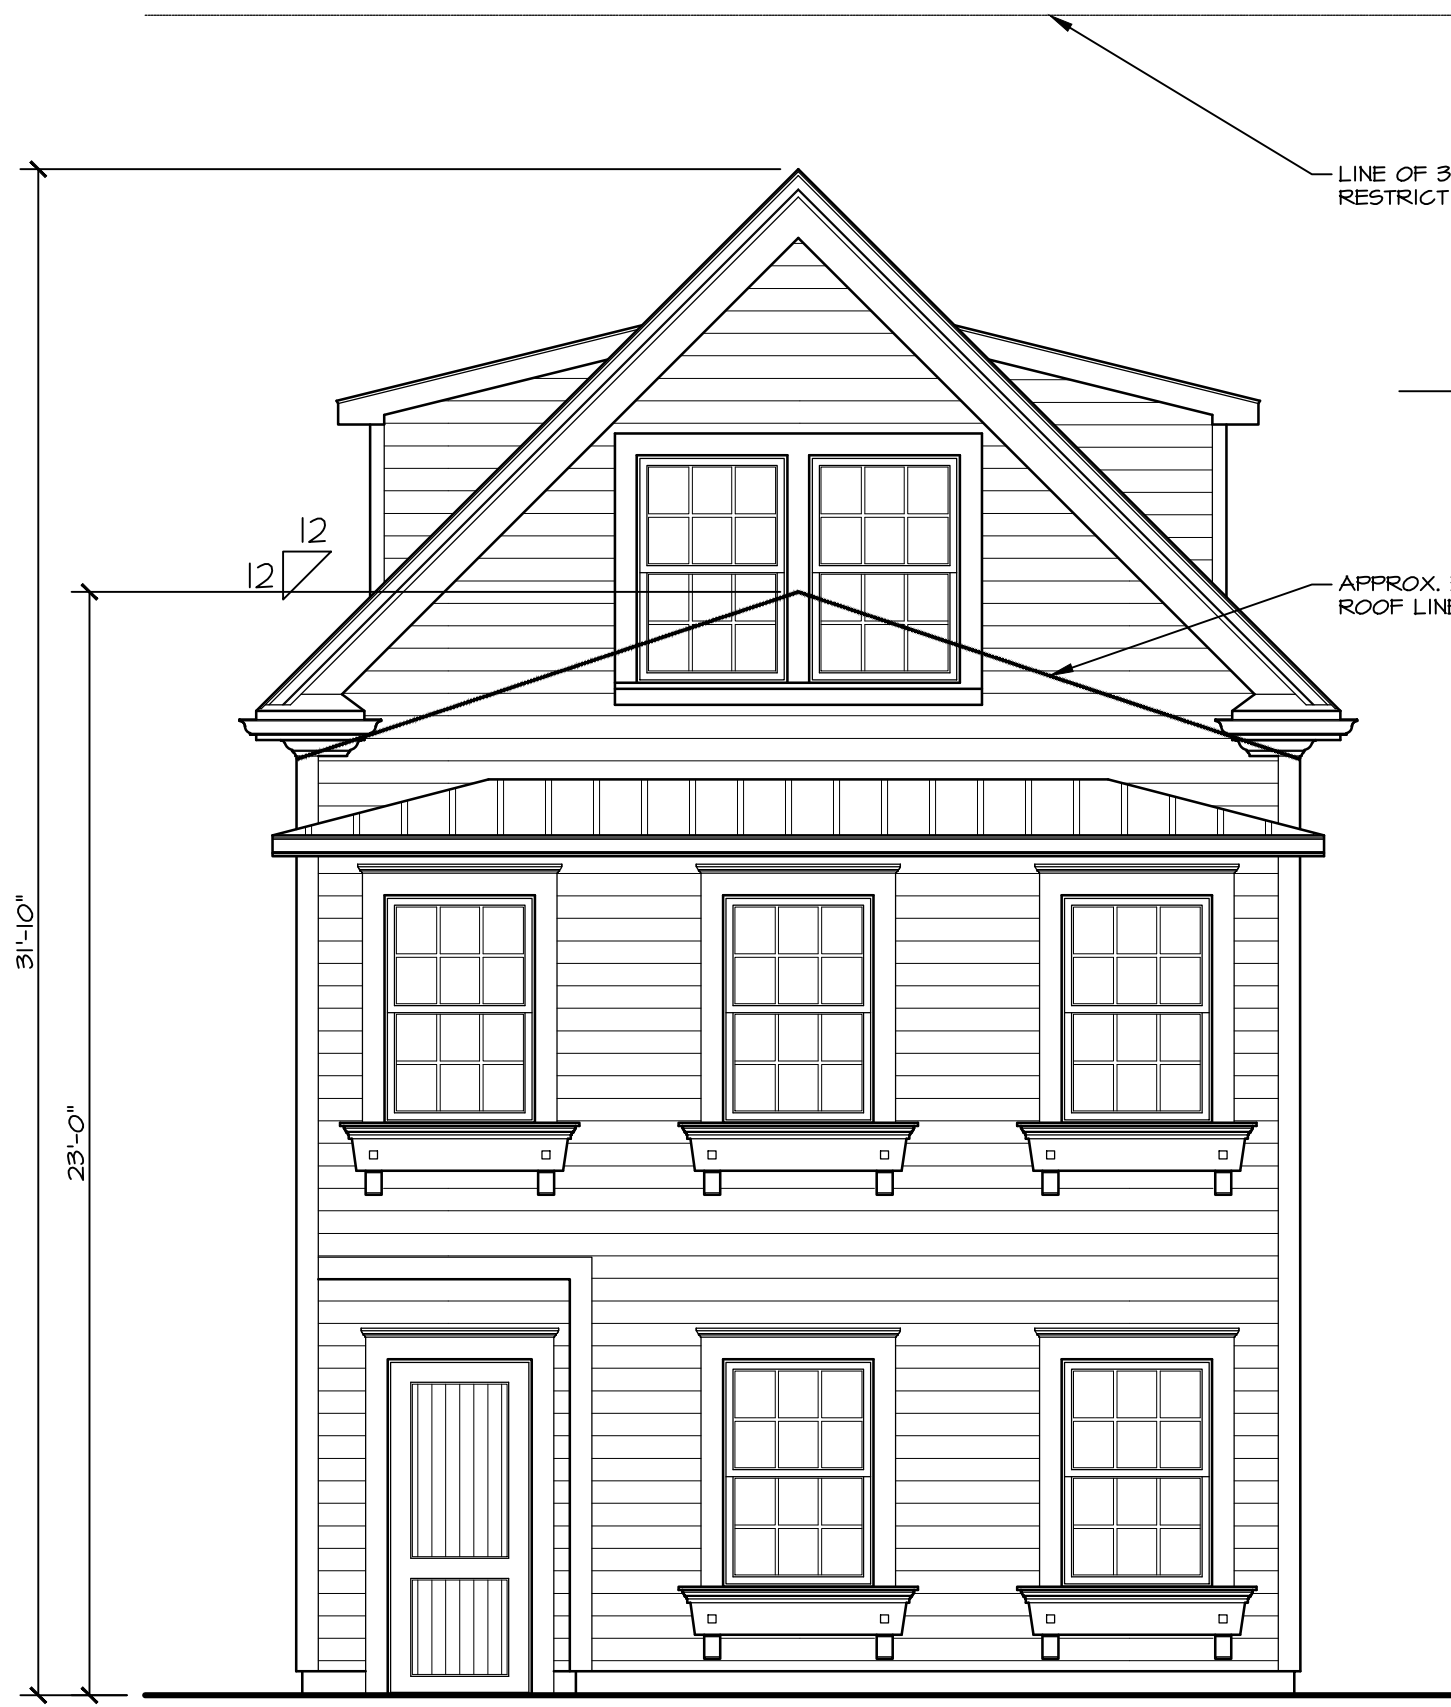 LINE OF 3
RESTRICT
12
12
APPROX.
ROOF LINE
31'-10"
23'-0"